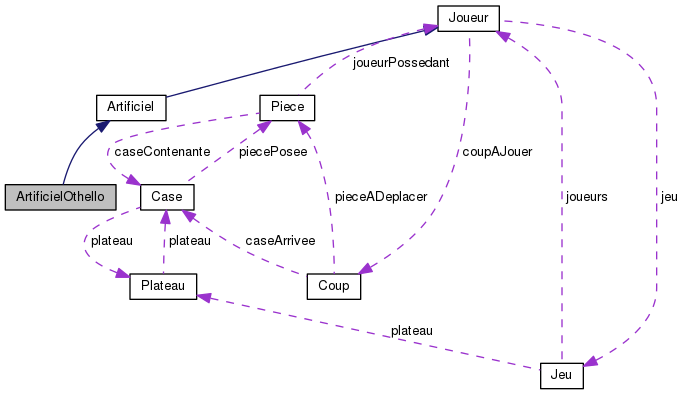 Joueur
joueurPossedant
Artificiel
Piece
caseContenante
piecePosee
coupAJouer
ArtificielOthello
Case
pieceADeplacer
joueurs
jeu
plateau
plateau
caseArrivee
Plateau
Coup
plateau
Jeu